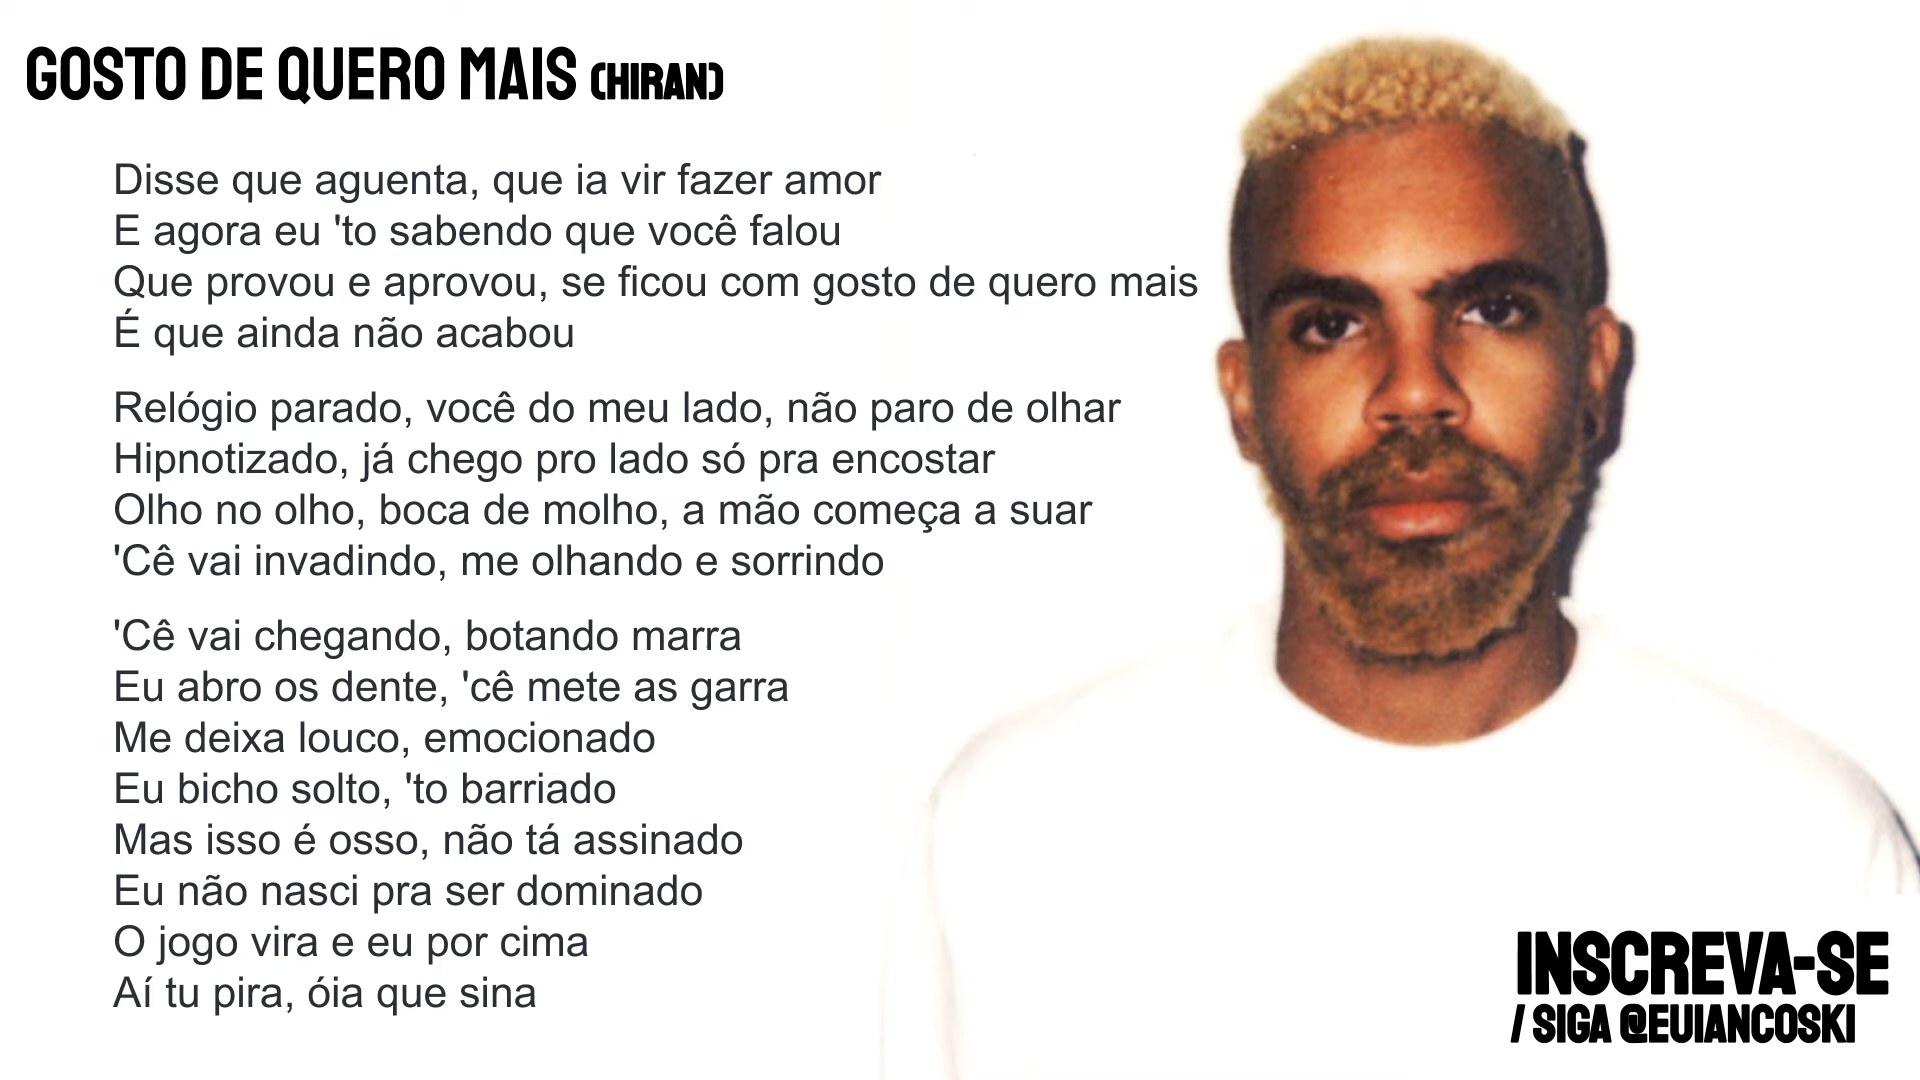 GOSTO DE QUERO MAIS (HIRAN)
Disse que aguenta, que ia vir fazer amor
E agora eu 'to sabendo que você falou
Que provou e aprovou, se ficou com gosto de quero mais
É que ainda não acabou
Relógio parado, você do meu lado, não paro de olhar
Hipnotizado, já chego pro lado só pra encostar
Olho no olho, boca de molho, a mão começa a suar
'Cê vai invadindo, me olhando e sorrindo
'Cê vai chegando, botando marra
Eu abro os dente, 'cê mete as garra
Me deixa louco, emocionado
Eu bicho solto, 'to barriado
Mas isso é osso, não tá assinado
Eu não nasci pra ser dominado
O jogo vira e eu por cima
Aí tu pira, óia que sina
INSCREVA-SE
/ SIGA @EUIANCOSKI